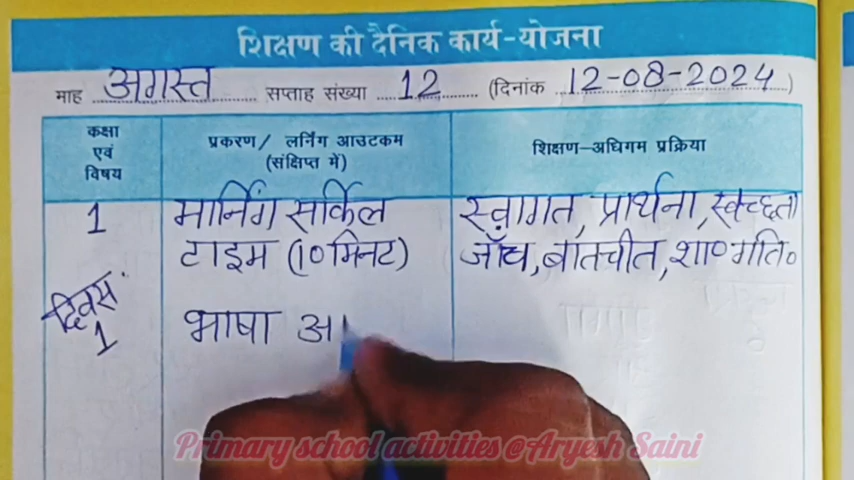 शिक्षण की दैनिक कार्य-योजना
माह अगस्त सप्ताह संख्या 12 (दिनांक 12-08-2024)
कक्षा एवं विषय
प्रकरण/ लर्निंग आउटकम (संक्षिप्त में)
शिक्षण-अधिगम प्रक्रिया
1
मार्निंग सर्किल
टाइम (10 मिनट)
स्वागत, प्रार्थना, स्वच्छता
जाँच, बातचीत, शा० गति०
दिवस 1
भाषा अ
Primary school activities @Aryesh Saini